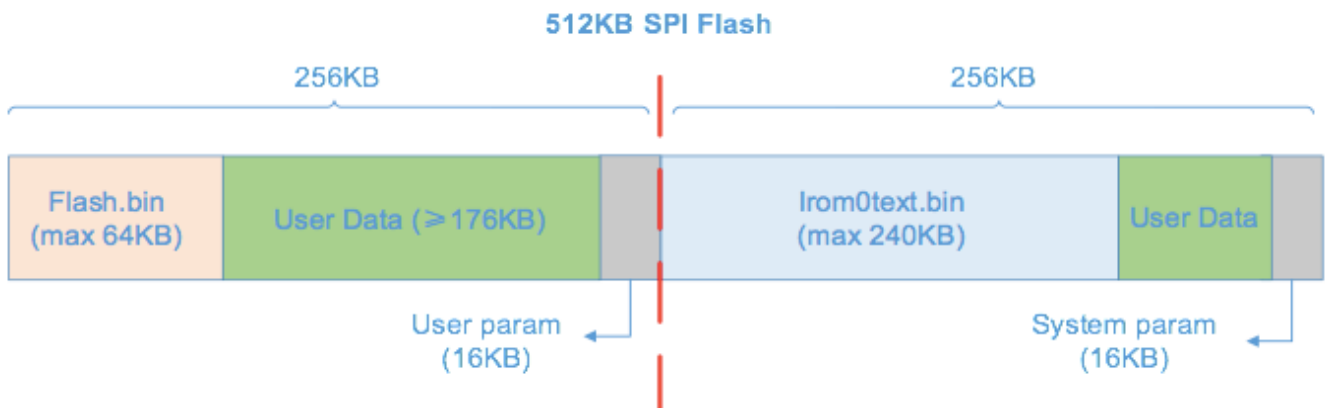 512KB SPI Flash
256KB
256KB
Flash.bin
(max 64KB)
User Data (≥176KB)
Irom0text.bin
(max 240KB)
User Data
User param
(16KB)
System param
(16KB)